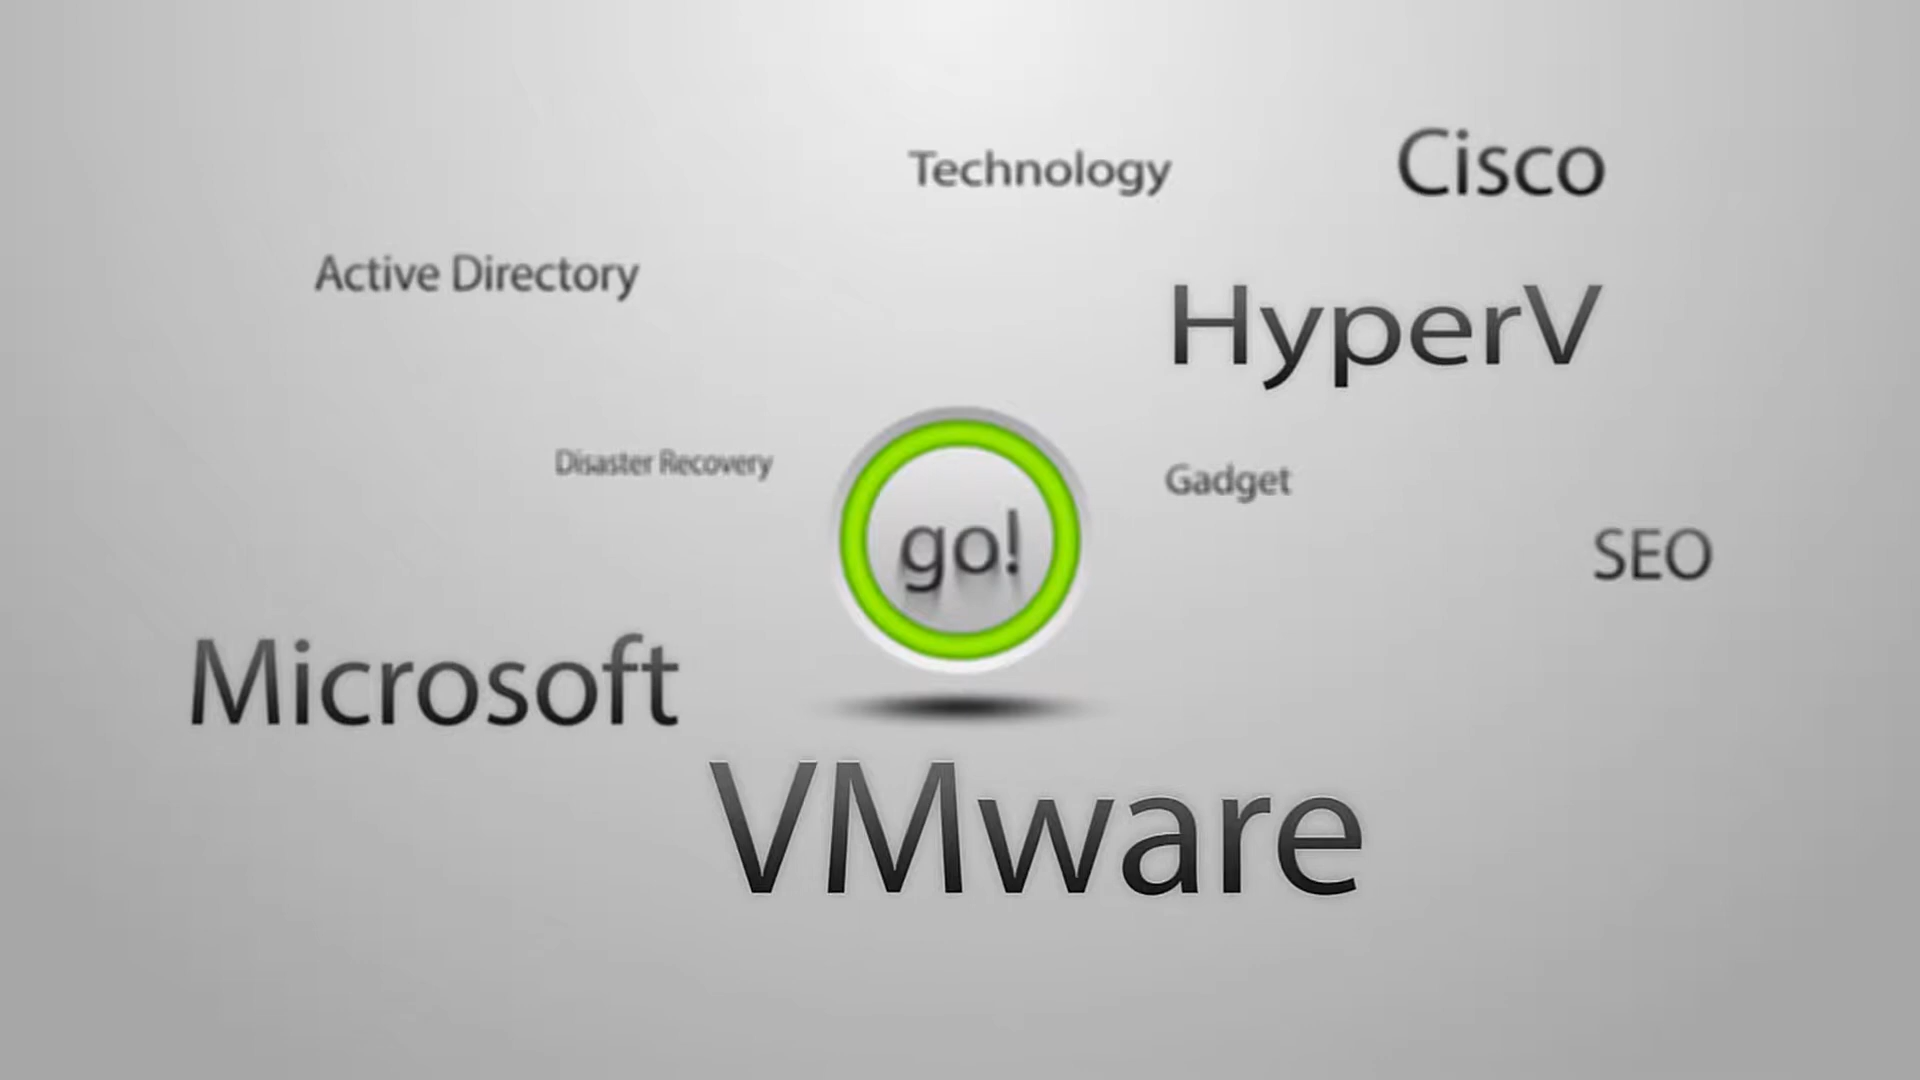 Technology
Cisco
Active Directory
HyperV
Disaster Recovery
Gadget
go!
SEO
Microsoft
VMware